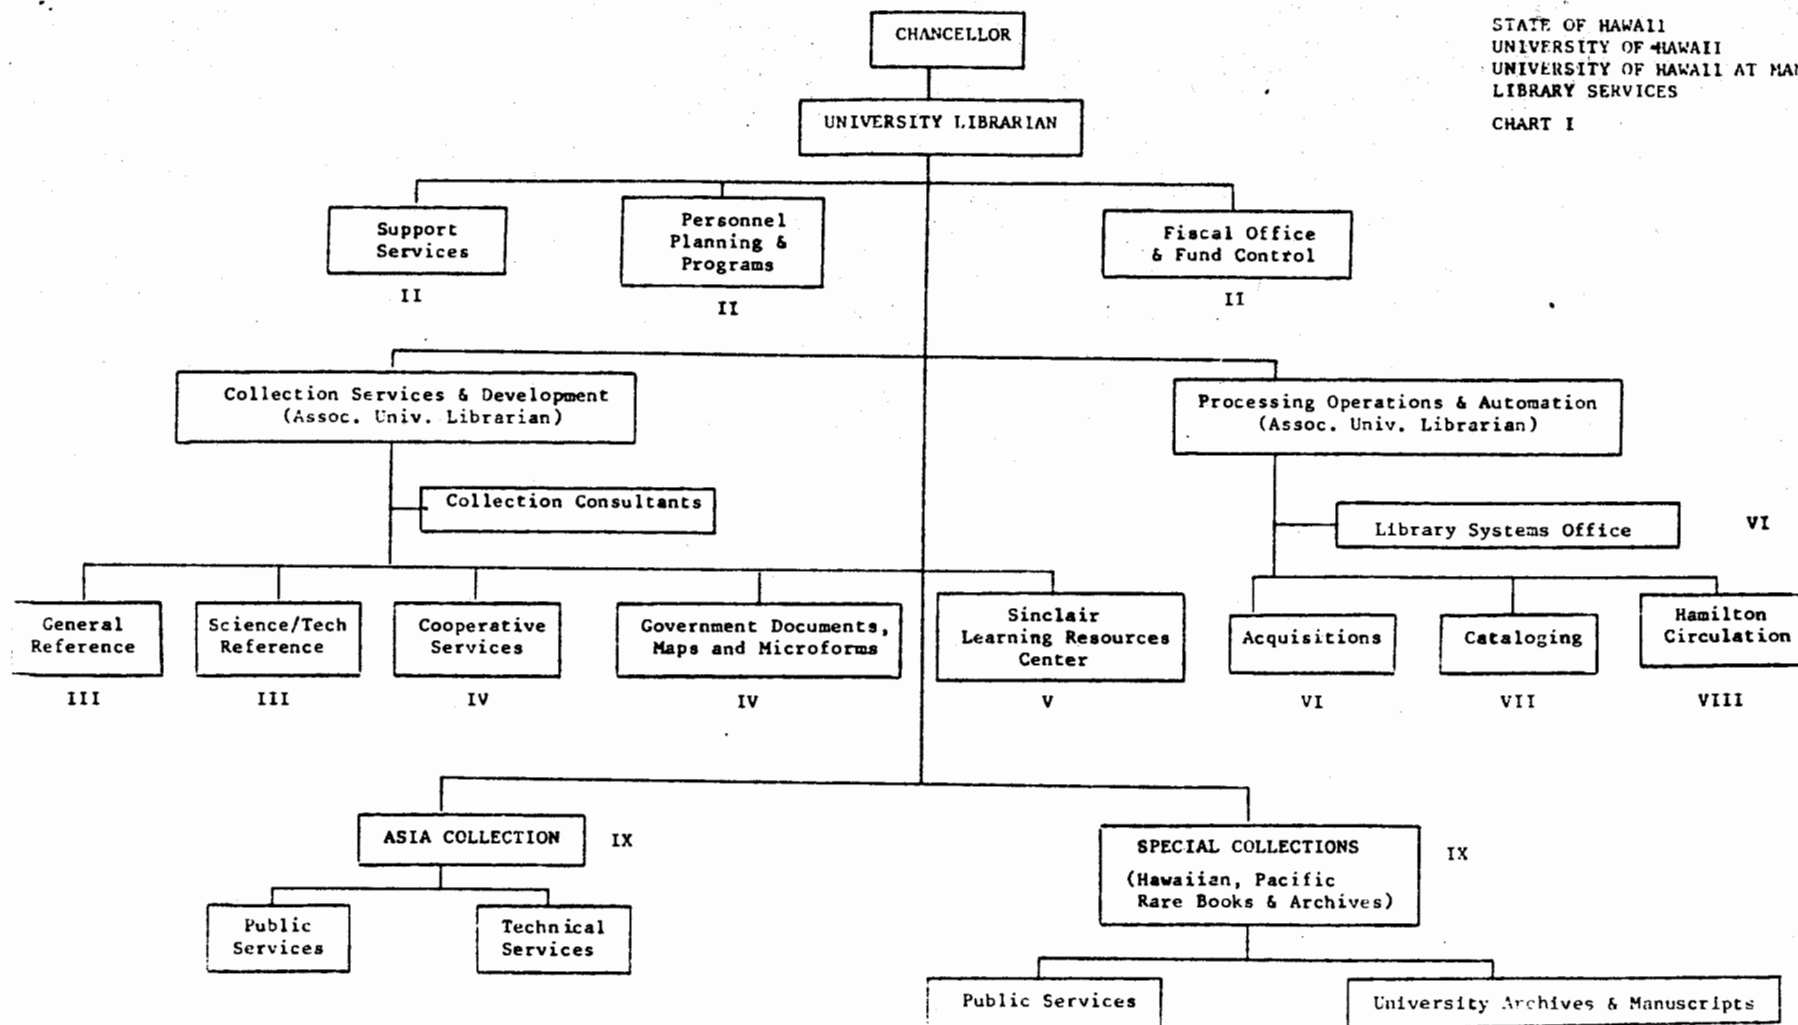 STATE OF HAWAII
UNIVERSITY OF HAWAII
UNIVERSITY OF HAWAII AT
LIBRARY SERVICES
CHART I
CHANCELLOR
UNIVERSITY LIBRARIAN
Support
Services
II
Personnel
Planning &
Programs
II
Fiscal Office
& Fund Control
II
Collection Services & Development
(Assoc. Univ. Librarian)
Processing Operations & Automation
(Assoc. Univ. Librarian)
Collection Consultants
Library Systems Office
VI
General
Reference
III
Science/Tech
Reference
III
Cooperative
Services
IV
Government Documents,
Maps and Microforms
IV
Sinclair
Learning Resources
Center
V
Acquisitions
VI
Cataloging
VII
Hamilton
Circulation
VIII
ASIA COLLECTION
IX
Public
Services
Technical
Services
SPECIAL COLLECTIONS
(Hawaiian, Pacific
Rare Books & Archives)
IX
Public Services
University Archives & Manuscripts